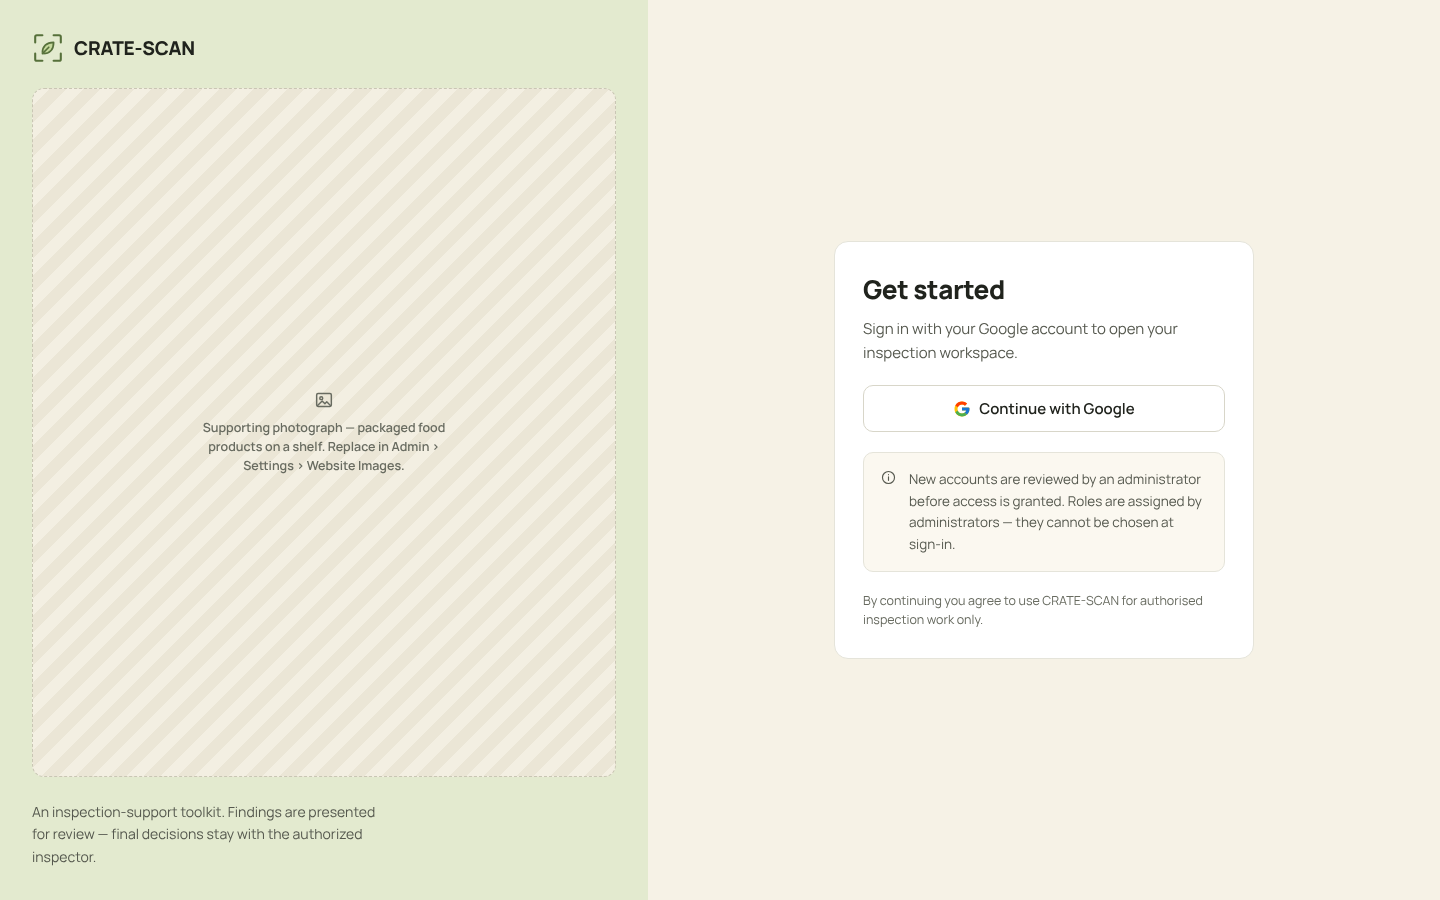 CRATE-SCAN
Supporting photograph — packaged food
products on a shelf. Replace in Admin ›
Settings › Website Images.
An inspection-support toolkit. Findings are presented
for review — final decisions stay with the authorized
inspector.
Get started
Sign in with your Google account to open your
inspection workspace.
Continue with Google
New accounts are reviewed by an administrator
before access is granted. Roles are assigned by
administrators — they cannot be chosen at
sign-in.
By continuing you agree to use CRATE-SCAN for authorised
inspection work only.